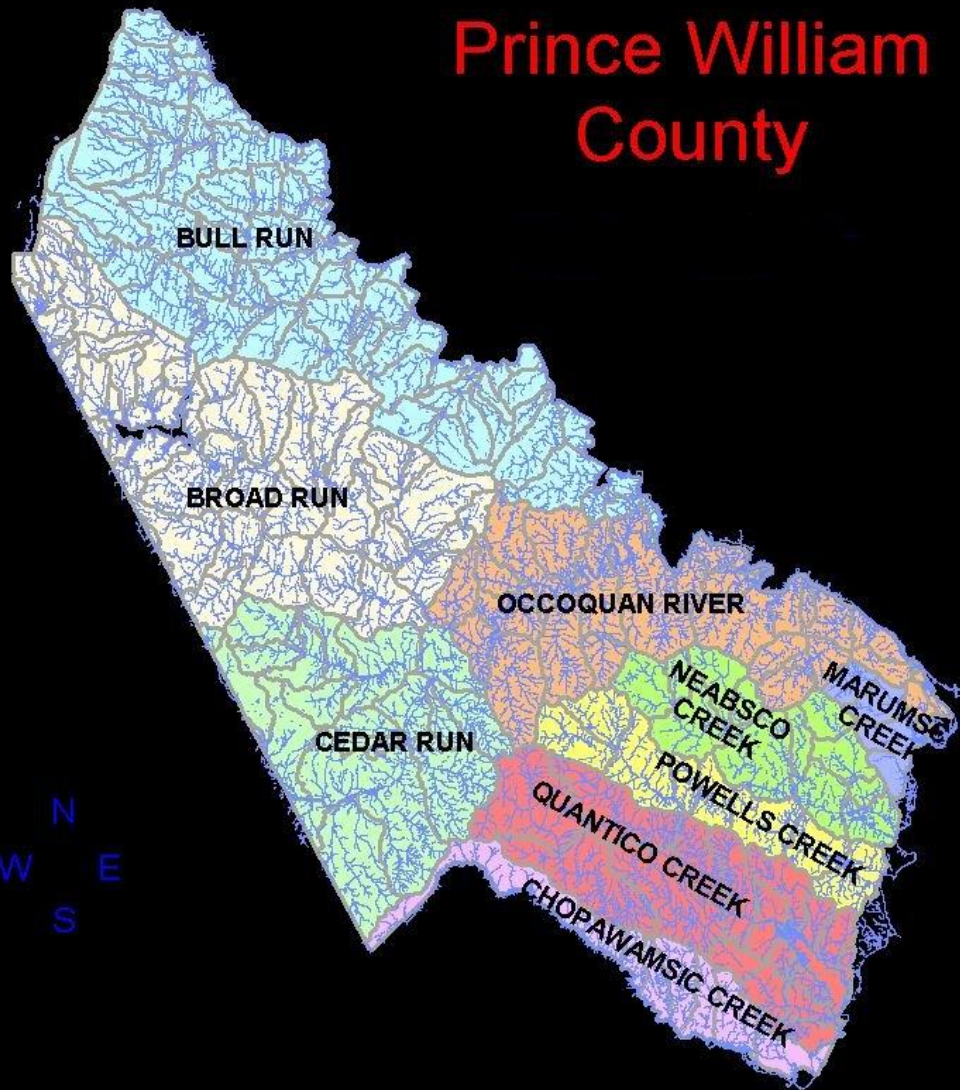 Prince William
County
BULL RUN
BROAD RUN
OCCOQUAN RIVER
MARUMSC
CREEK
NEABSCO
CREEK
CEDAR RUN
POWELLS CREEK
QUANTICO CREEK
CHOPAWAMSIC CREEK
N
W E
S